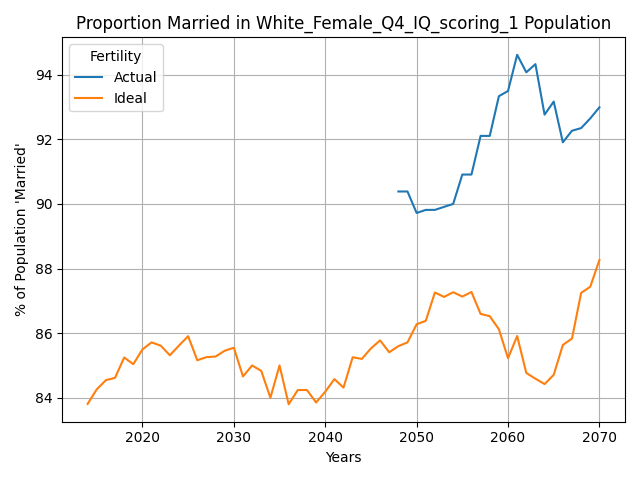 Proportion Married in White_Female_Q4_IQ_scoring_1 Population
Fertility
Actual
Ideal
94
92
90
88
86
84
% of Population 'Married'
2020
2030
2040
2050
2060
2070
Years